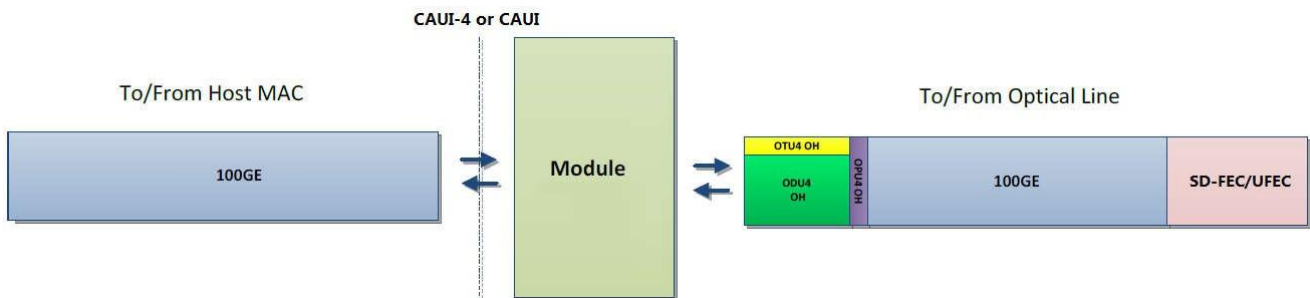 CAUI-4 or CAUI
To/From Host MAC
100GE
Module
To/From Optical Line
OTU4 OH
ODU4
OH
OPU4 OH
100GE
SD-FEC/UFEC